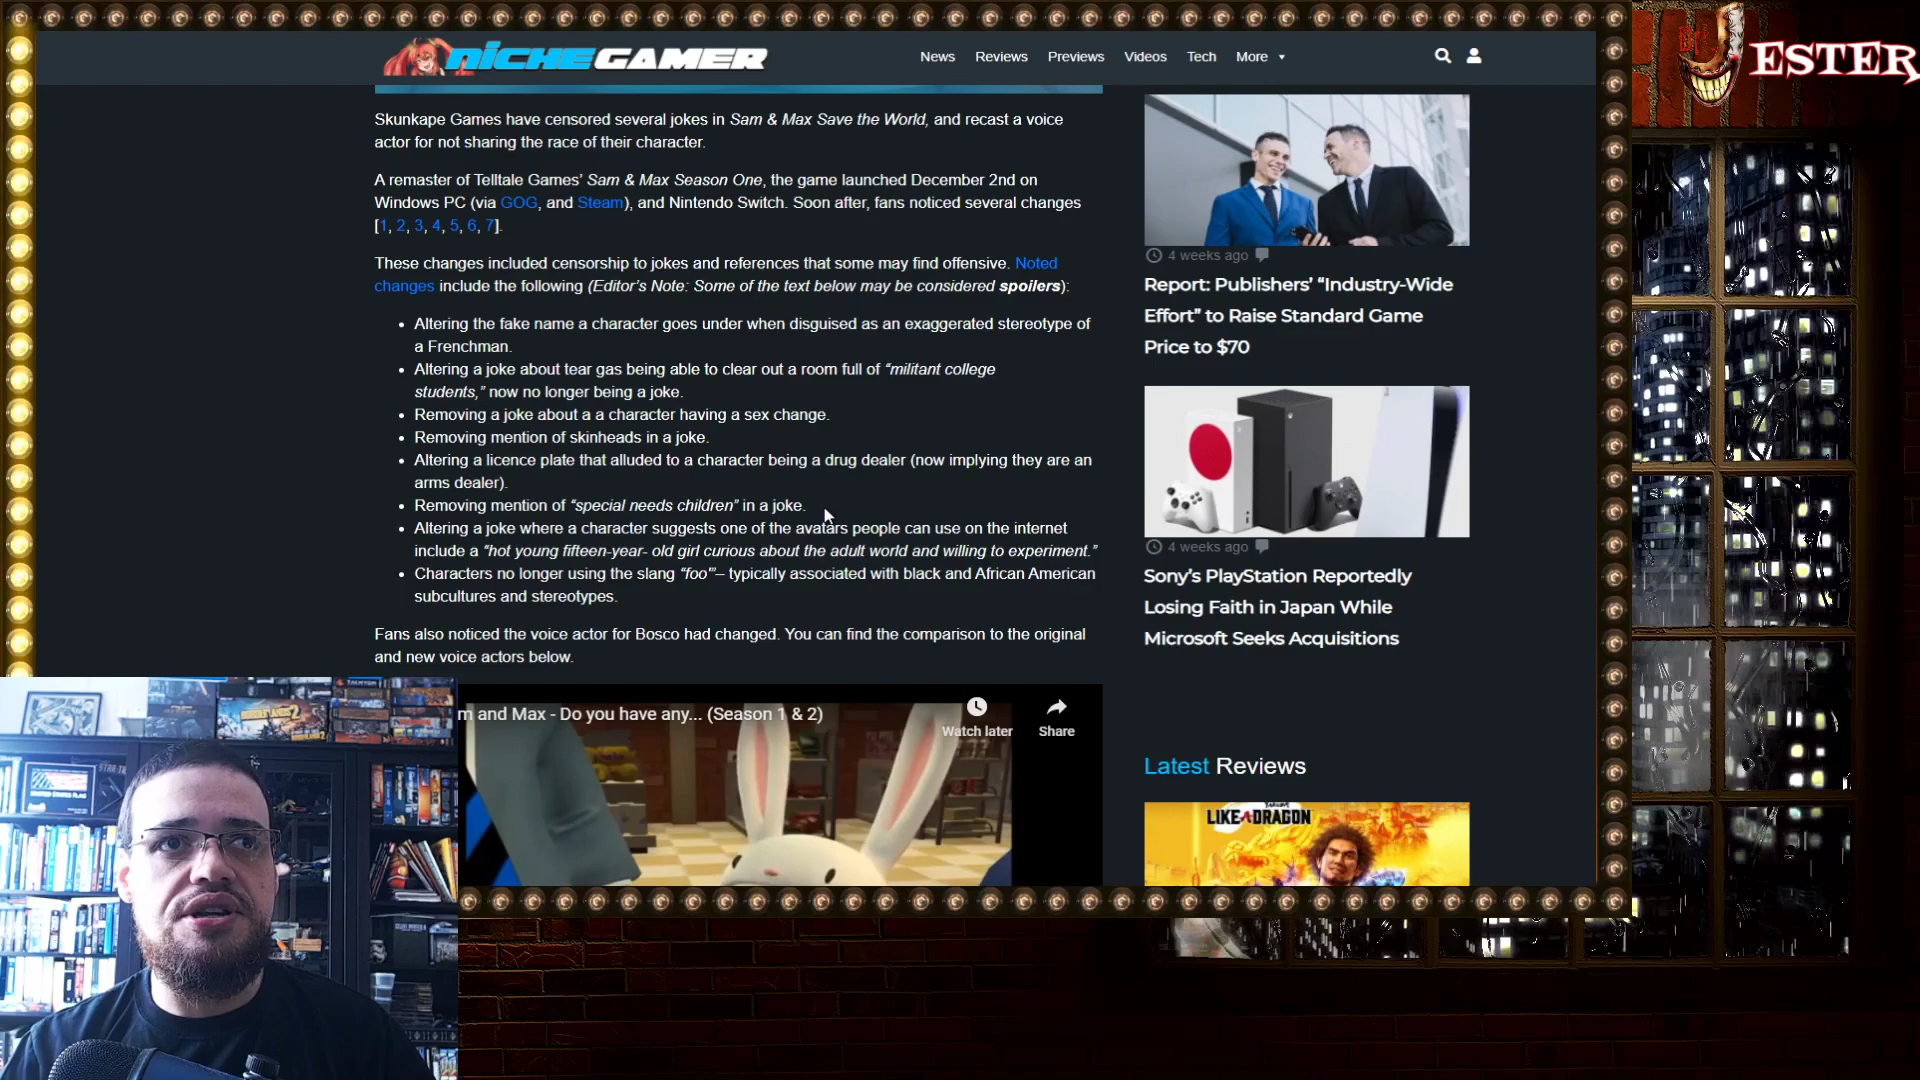 NICHEGAMER
News Reviews Previews Videos Tech More
ESTER
Skunkape Games have censored several jokes in Sam & Max Save the World, and recast a voice
actor for not sharing the race of their character.
A remaster of Telltale Games’ Sam & Max Season One, the game launched December 2nd on
Windows PC (via GOG, and Steam), and Nintendo Switch. Soon after, fans noticed several changes
[1, 2, 3, 4, 5, 6, 7].
These changes included censorship to jokes and references that some may find offensive. Noted
changes include the following (Editor’s Note: Some of the text below may be considered spoilers):
• Altering the fake name a character goes under when disguised as an exaggerated stereotype of
a Frenchman.
• Altering a joke about tear gas being able to clear out a room full of “militant college
students,” now no longer being a joke.
• Removing a joke about a a character having a sex change.
• Removing mention of skinheads in a joke.
• Altering a licence plate that alluded to a character being a drug dealer (now implying they are an
arms dealer).
• Removing mention of “special needs children” in a joke.
• Altering a joke where a character suggests one of the avatars people can use on the internet
include a “hot young fifteen-year- old girl curious about the adult world and willing to experiment.”
• Characters no longer using the slang “foo’”– typically associated with black and African American
subcultures and stereotypes.
Fans also noticed the voice actor for Bosco had changed. You can find the comparison to the original
and new voice actors below.
m and Max - Do you have any... (Season 1 & 2)
Watch later
Share
4 weeks ago
Report: Publishers’ “Industry-Wide
Effort” to Raise Standard Game
Price to $70
4 weeks ago
Sony’s PlayStation Reportedly
Losing Faith in Japan While
Microsoft Seeks Acquisitions
Latest Reviews
YAKUZA
LIKE A DRAGON
BORDERLANDS 2